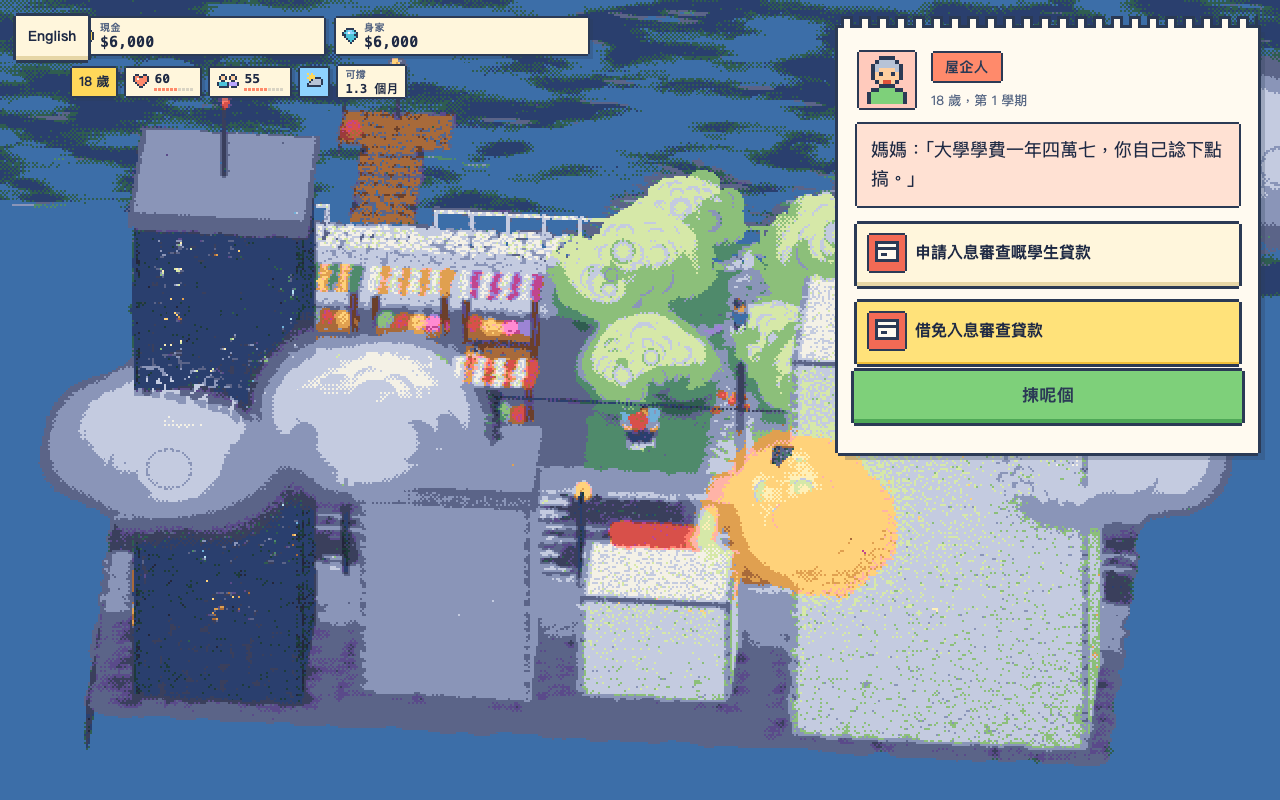 English
現金
$6,000
身家
$6,000
18 歲
60
55
可撐
1.3 個月
屋企人
18 歲，第 1 學期
媽媽：「大學學費一年四萬七，你自己諗下點
搞。」
申請入息審查嘅學生貸款
借免入息審查貸款
揀呢個